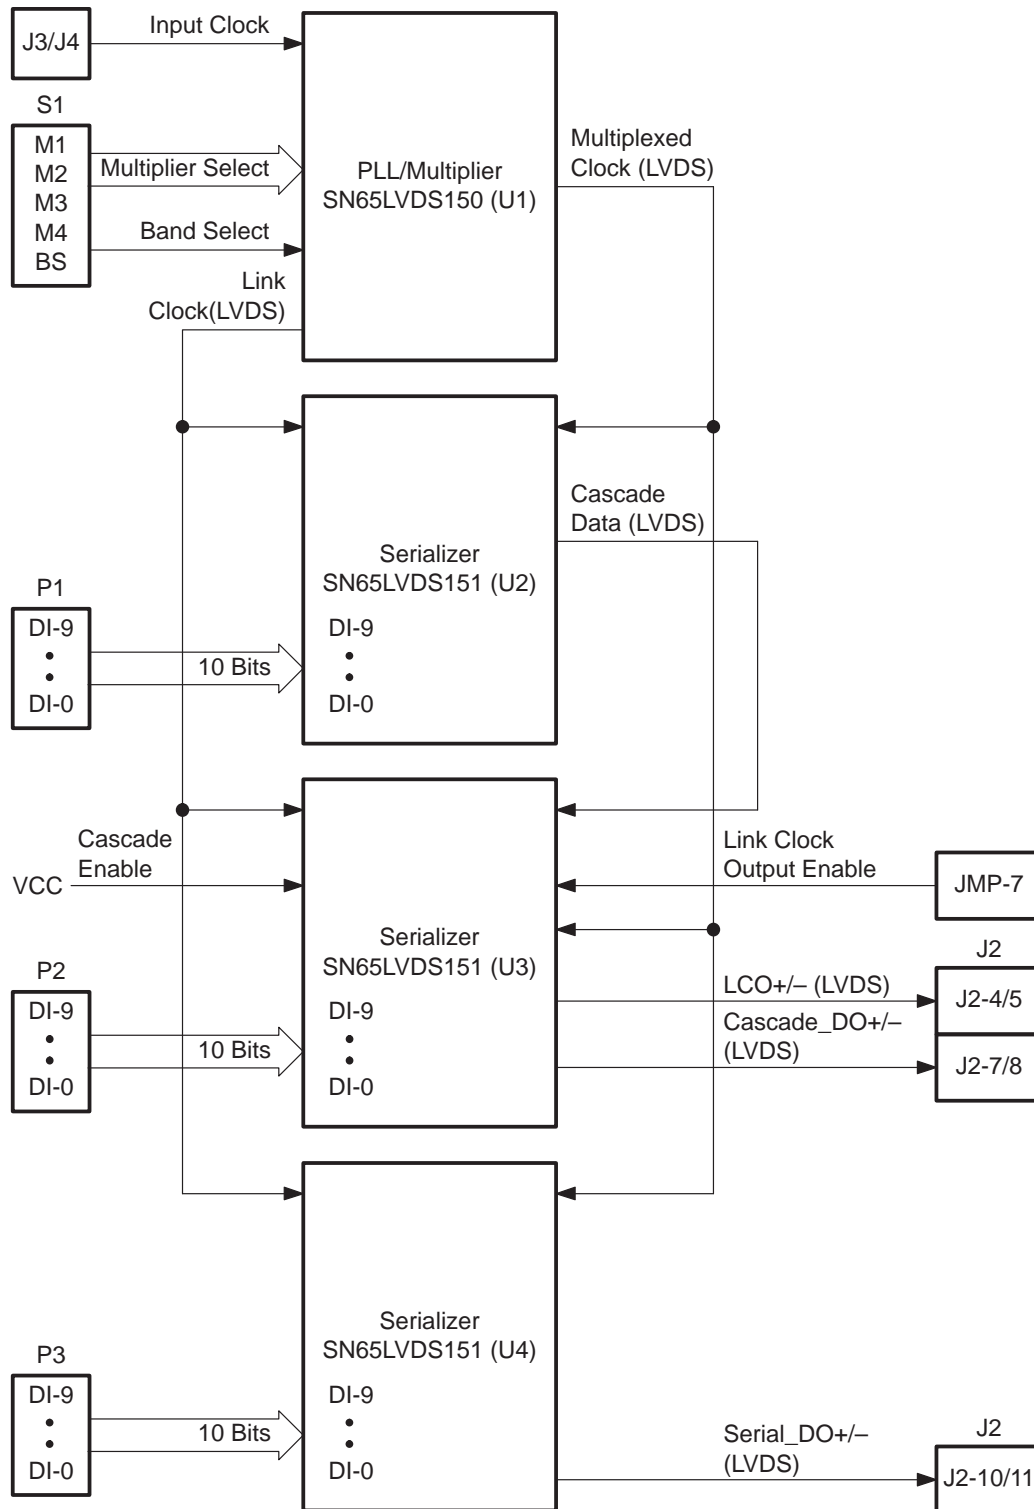 J3/J4
Input Clock
S1
M1
M2
M3
M4
BS
Multiplier Select
Band Select
Link
Clock(LVDS)
PLL/Multiplier
SN65LVDS150 (U1)
Multiplexed
Clock (LVDS)
Cascade
Data (LVDS)
Serializer
SN65LVDS151 (U2)
P1
DI-9
DI-0
10 Bits
DI-9
DI-0
Cascade
Enable
VCC
Link Clock
Output Enable
JMP-7
Serializer
SN65LVDS151 (U3)
J2
LCO+/– (LVDS)
J2-4/5
Cascade_DO+/–
(LVDS)
J2-7/8
P2
DI-9
DI-0
10 Bits
DI-9
DI-0
Serializer
SN65LVDS151 (U4)
P3
DI-9
DI-0
10 Bits
DI-9
DI-0
Serial_DO+/–
(LVDS)
J2
J2-10/11